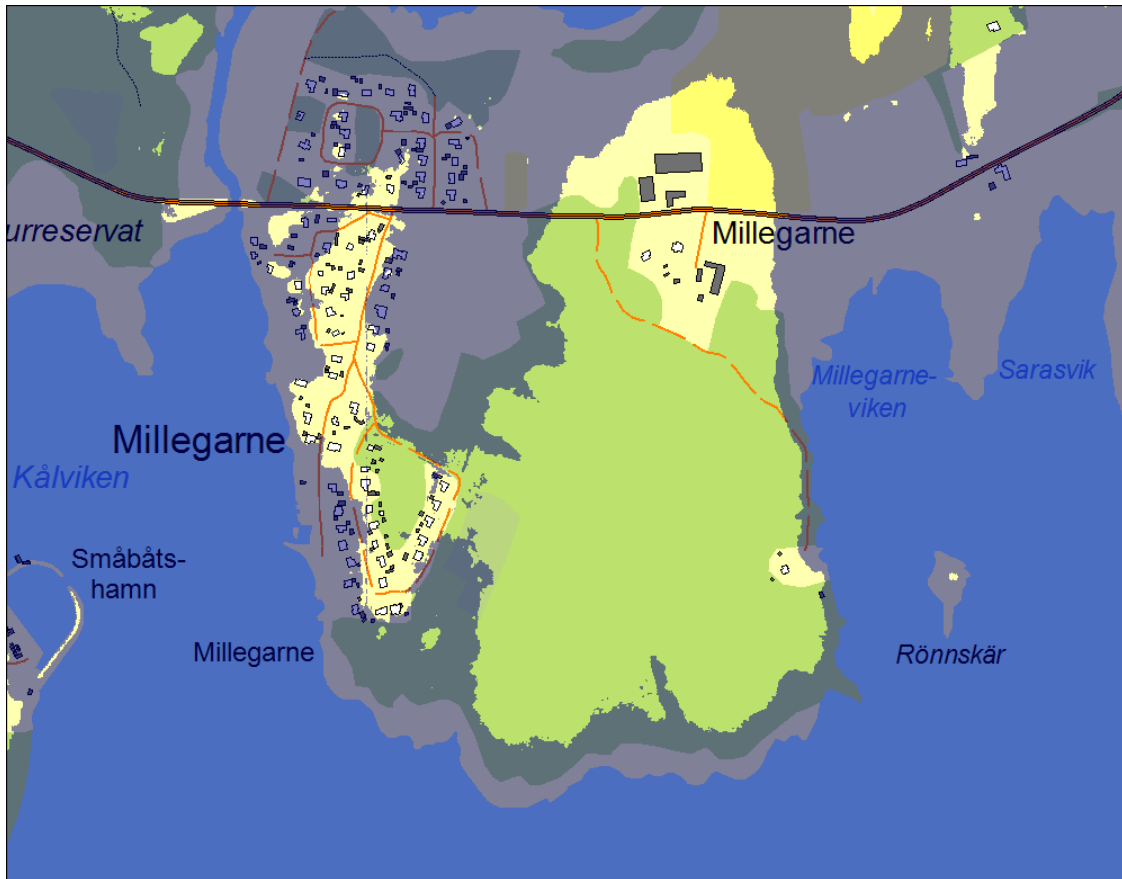 urreservat
Millegarne
Millegarne-
viken
Sarasvik
Millegarne
Kålviken
Småbåts-
hamn
Millegarne
Rönnskär